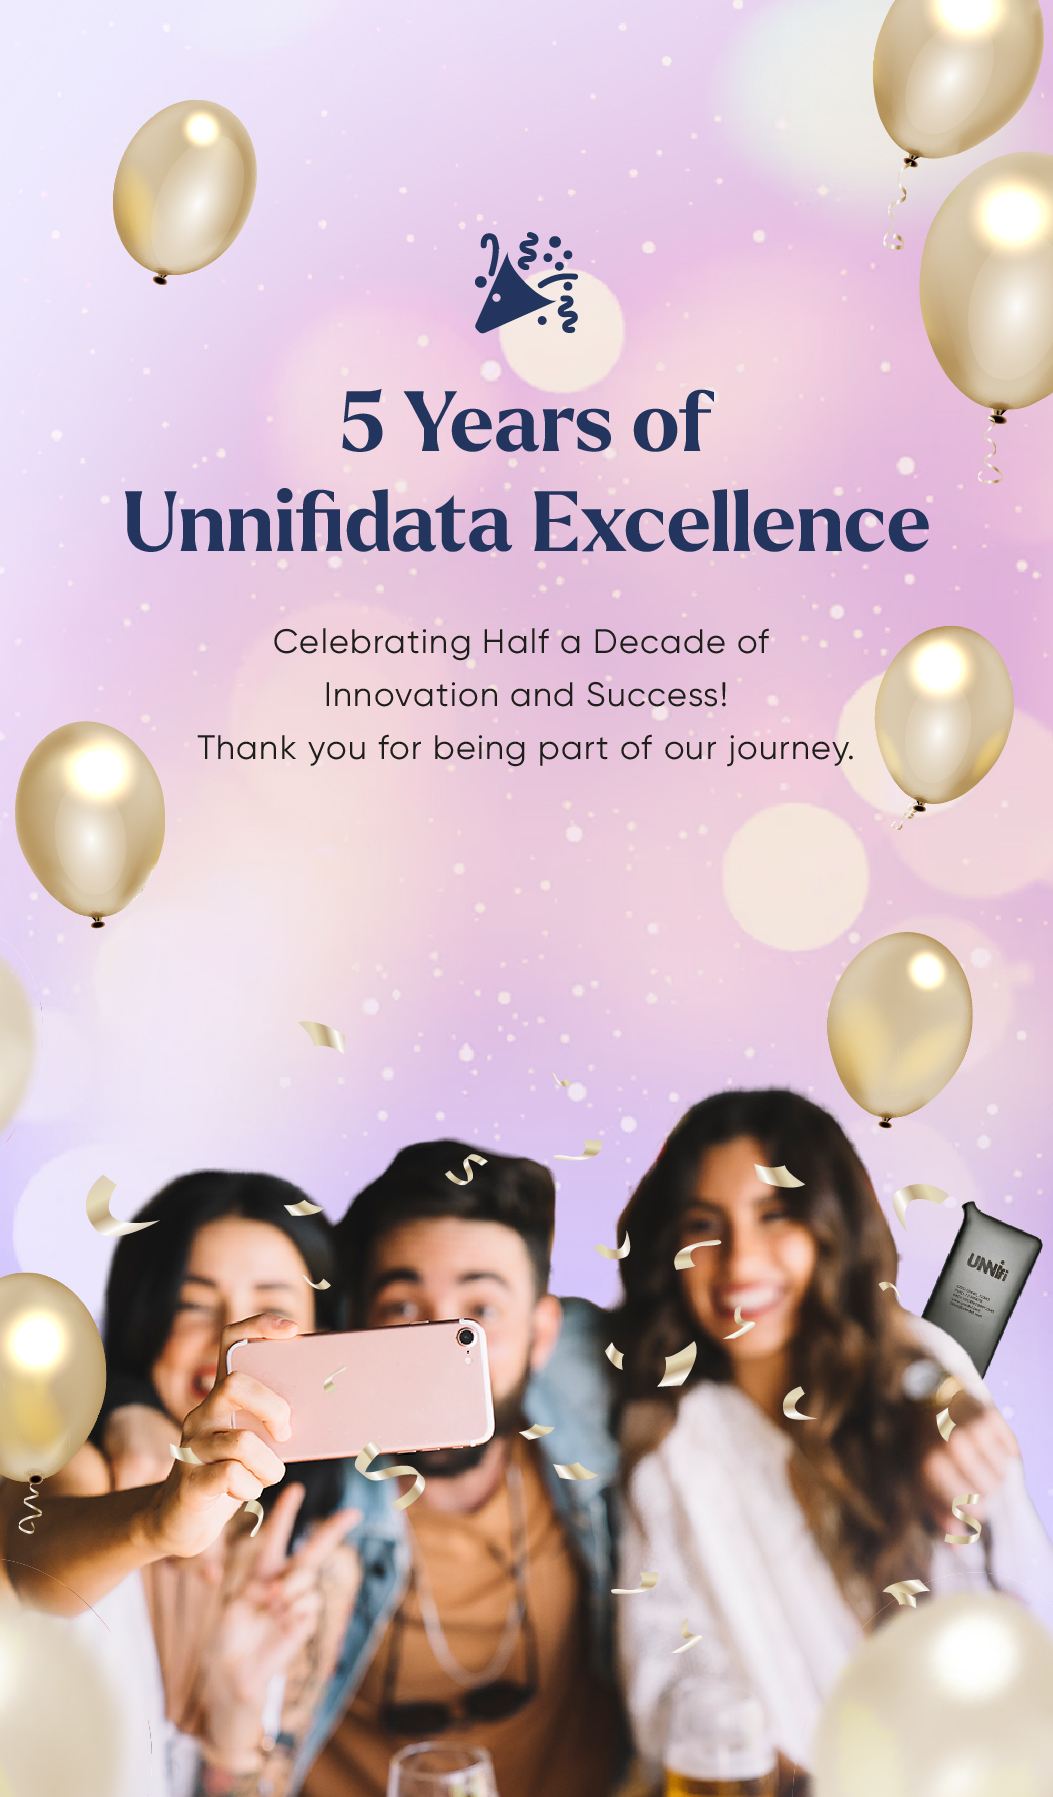 5 Years of
Unnifidata Excellence
Celebrating Half a Decade of
Innovation and Success!
Thank you for being part of our journey.
UNNIFI